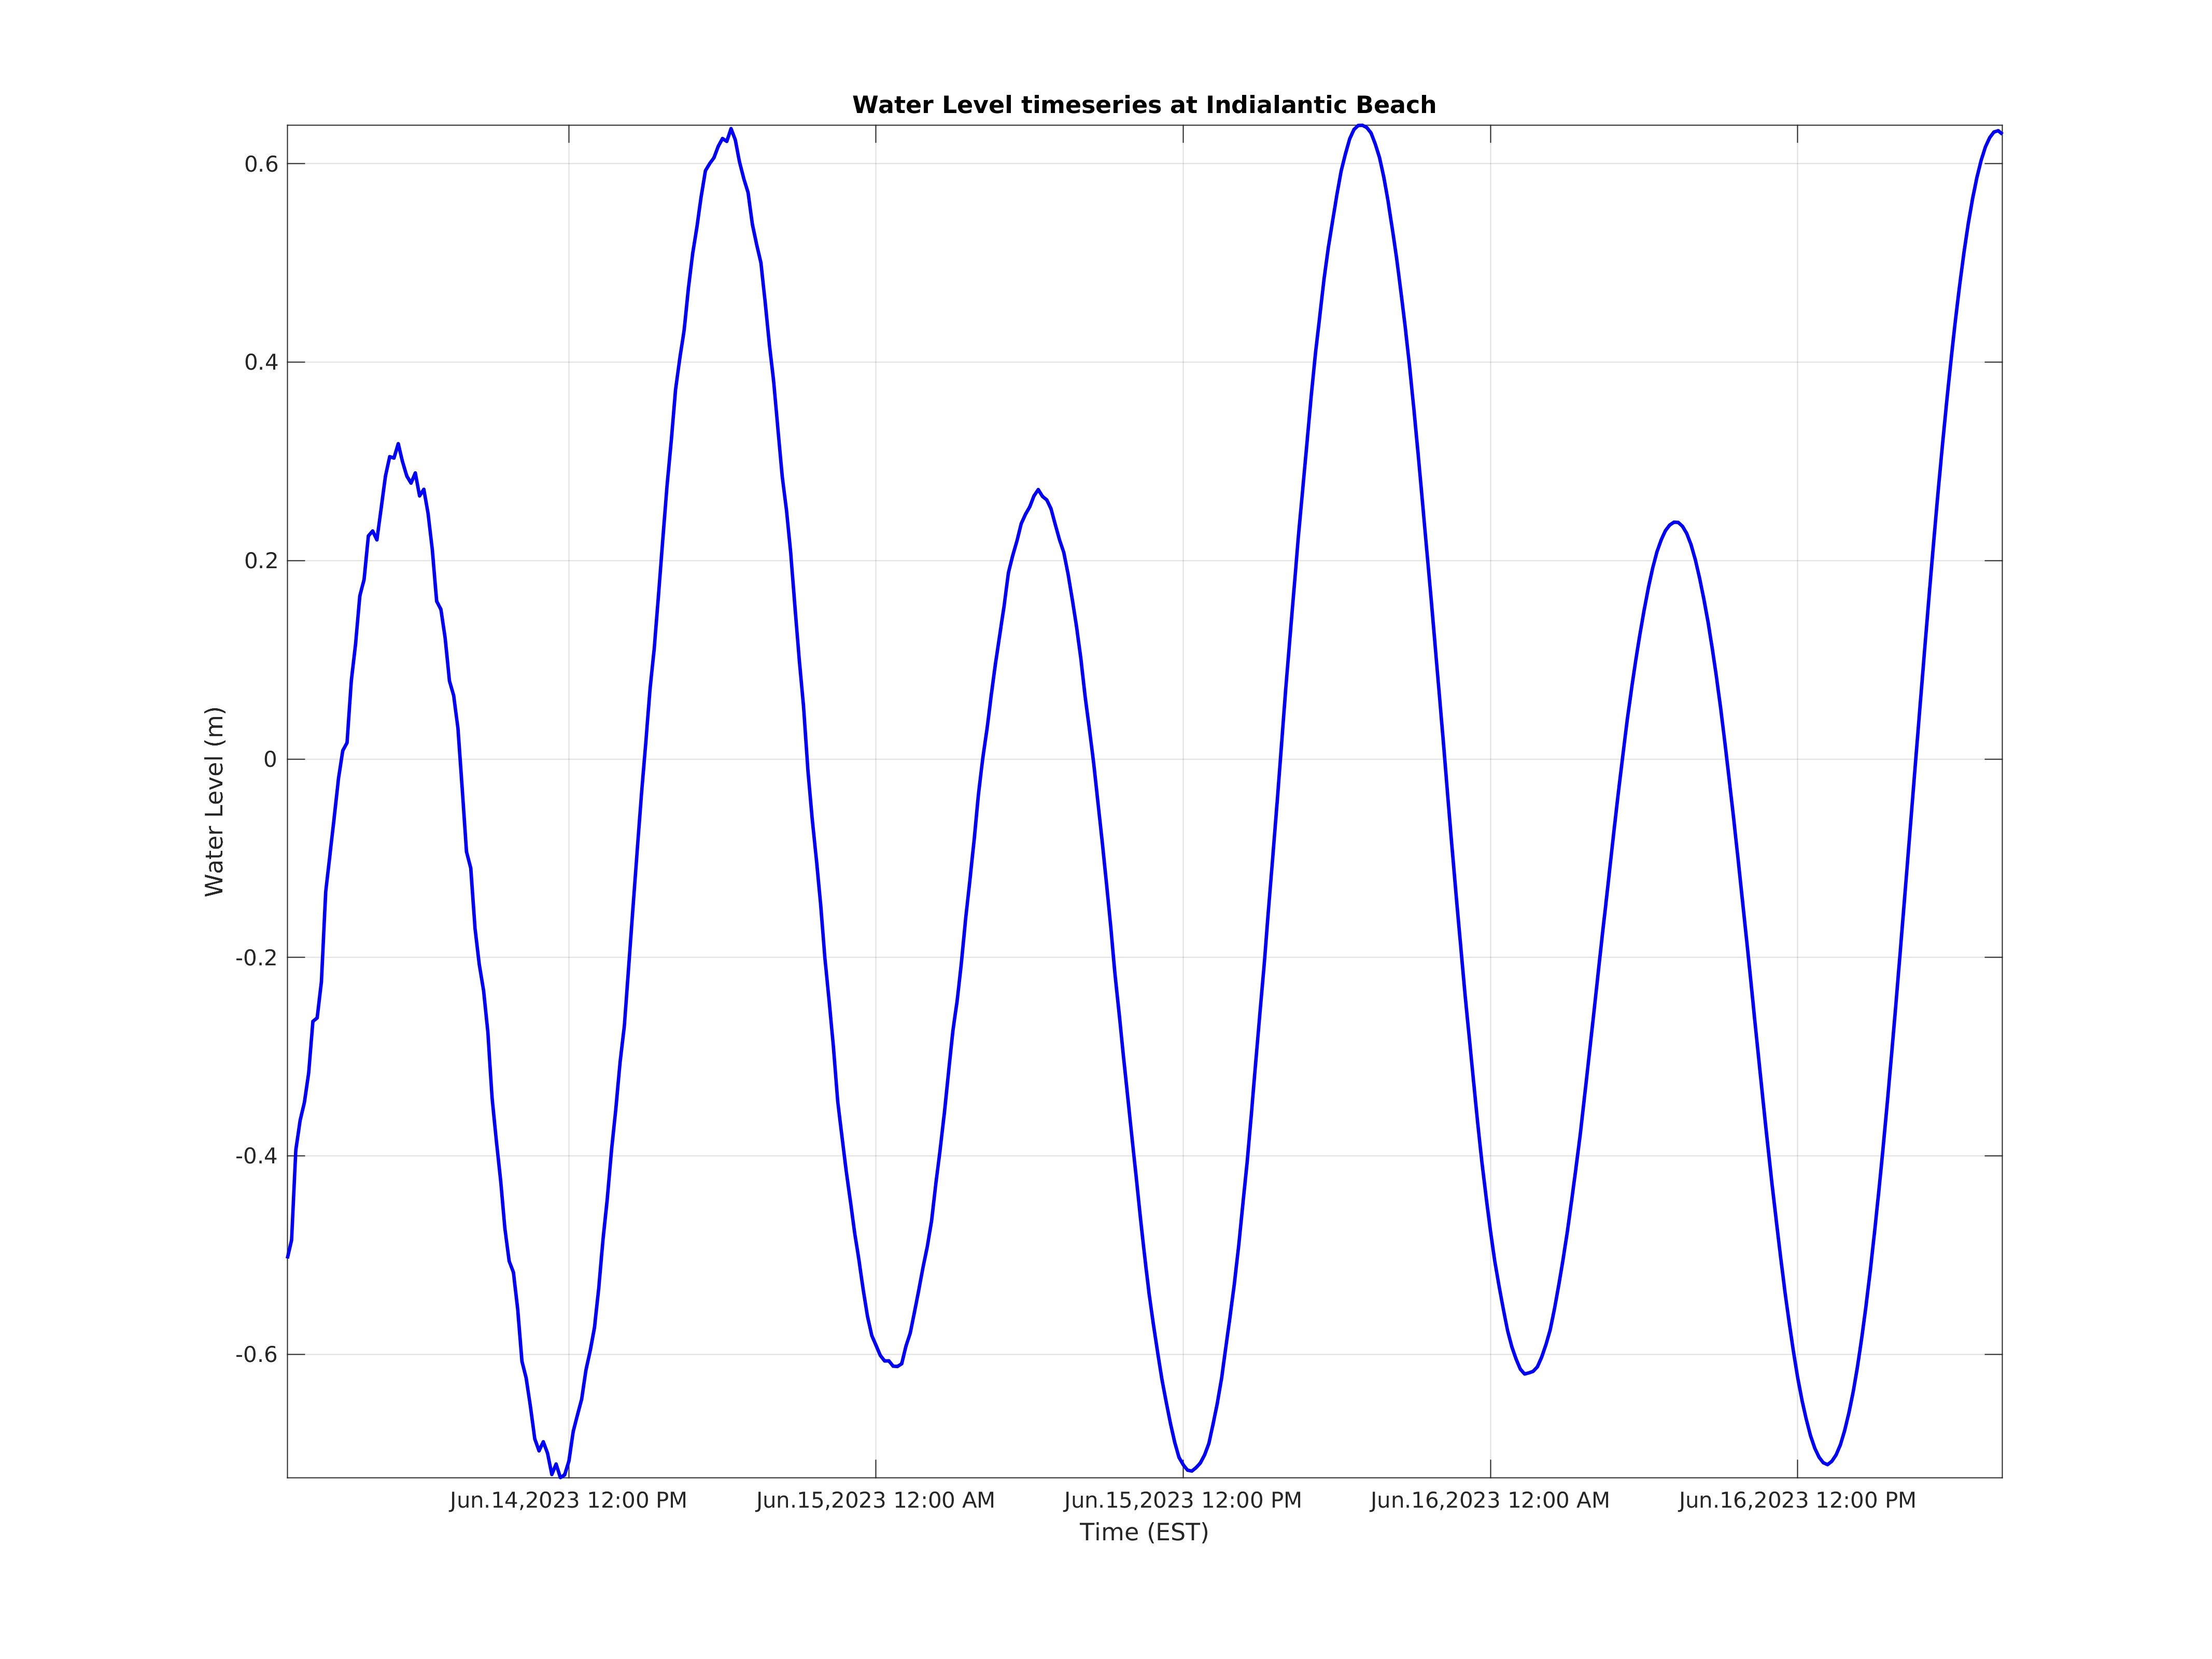 Water Level timeseries at Indialantic Beach
0.6
0.4
0.2
0
-0.2
-0.4
-0.6
Water Level (m)
Jun.14,2023 12:00 PM
Jun.15,2023 12:00 AM
Jun.15,2023 12:00 PM
Jun.16,2023 12:00 AM
Jun.16,2023 12:00 PM
Time (EST)